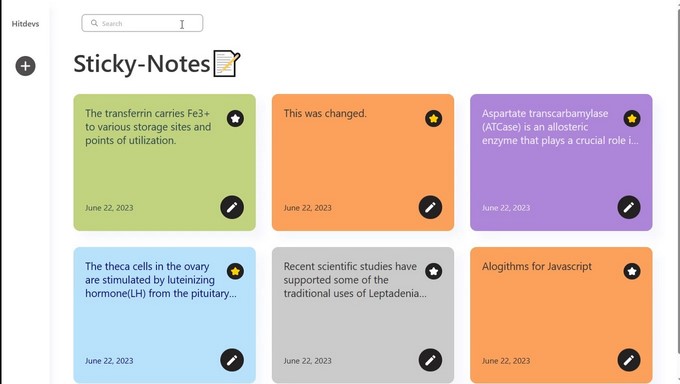 Hitdevs
Search
Sticky-Notes
The transferrin carries Fe3+
to various storage sites and
points of utilization.
June 22, 2023
This was changed.
June 22, 2023
Aspartate transcarbamylase
(ATCase) is an allosteric
enzyme that plays a crucial role i...
June 22, 2023
The theca cells in the ovary
are stimulated by luteinizing
hormone(LH) from the pituitary...
June 22, 2023
Recent scientific studies have
supported some of the
traditional uses of Leptadenia...
June 22, 2023
Alogithms for Javascript
June 22, 2023